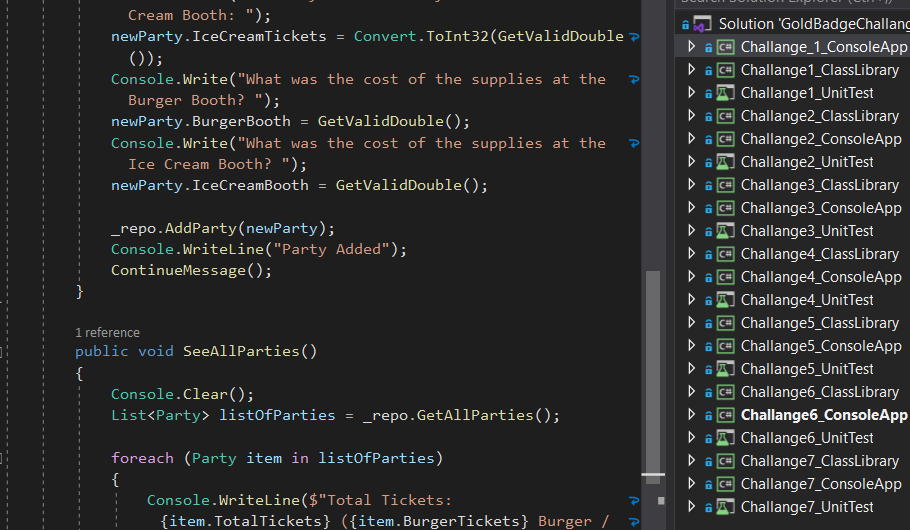 Cream Booth: ");
newParty.IceCreamTickets = Convert.ToInt32(GetValidDouble
());
Console.Write("What was the cost of the supplies at the
Burger Booth? ");
newParty.BurgerBooth = GetValidDouble();
Console.Write("What was the cost of the supplies at the
Ice Cream Booth? ");
newParty.IceCreamBooth = GetValidDouble();
_repo.AddParty(newParty);
Console.WriteLine("Party Added");
ContinueMessage();
}
1 reference
public void SeeAllParties()
{
Console.Clear();
List<Party> listOfParties = _repo.GetAllParties();
foreach (Party item in listOfParties)
{
Console.WriteLine($"Total Tickets:
{item.TotalTickets} ({item.BurgerTickets} Burger /
Search Solution Explorer (Ctrl+;)
Solution 'GoldBadgeChallang
Challange_1_ConsoleApp
Challange1_ClassLibrary
Challange1_UnitTest
Challange2_ClassLibrary
Challange2_ConsoleApp
Challange2_UnitTest
Challange3_ClassLibrary
Challange3_ConsoleApp
Challange3_UnitTest
Challange4_ClassLibrary
Challange4_ConsoleApp
Challange4_UnitTest
Challange5_ClassLibrary
Challange5_ConsoleApp
Challange5_UnitTest
Challange6_ClassLibrary
Challange6_ConsoleApp
Challange6_UnitTest
Challange7_ClassLibrary
Challange7_ConsoleApp
Challange7_UnitTest